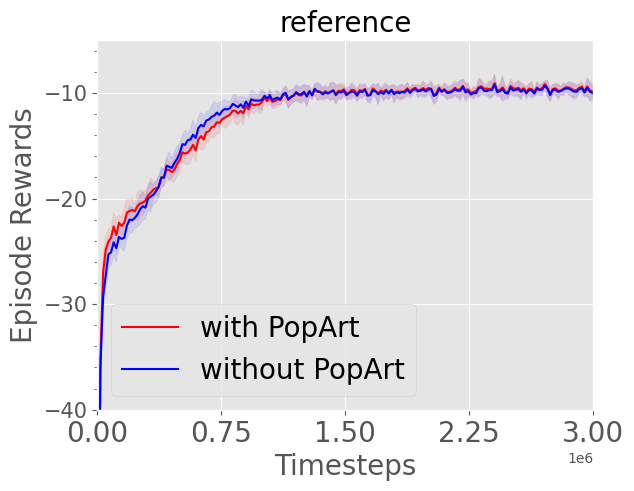 reference
Episode Rewards
−10
−20
−30
−40
with PopArt
without PopArt
0.00 0.75 1.50 2.25 3.00
1e6
Timesteps